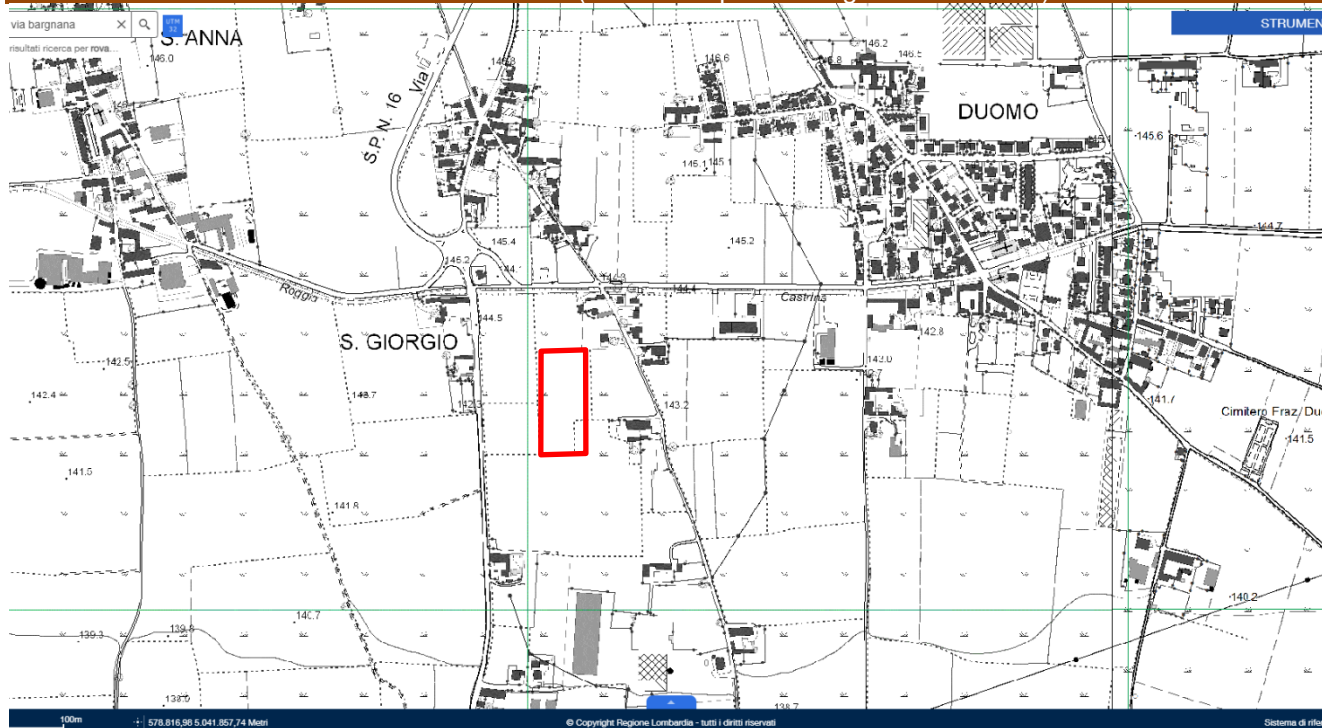 via bargnana
UTM 32
STRUMEN
risultati ricerca per rova...
S. ANNA
146.0
146.2
146.5
DUOMO
S.P. N. 16
Via
145.6
146.1
145.1
145.4
145.2
145.2
144.7
Roggia
144.4
Castrina
144.5
S. GIORGIO
142.8
142.5
143.0
142.4
143.2
141.7
Cimitero Fraz. Du
141.5
141.5
141.8
140.7
140.2
139.3
139.8
138.0
138.7
100m
578.816,98 5.041.857,74 Metri
© Copyright Regione Lombardia - tutti i diritti riservati
Sistema di rife